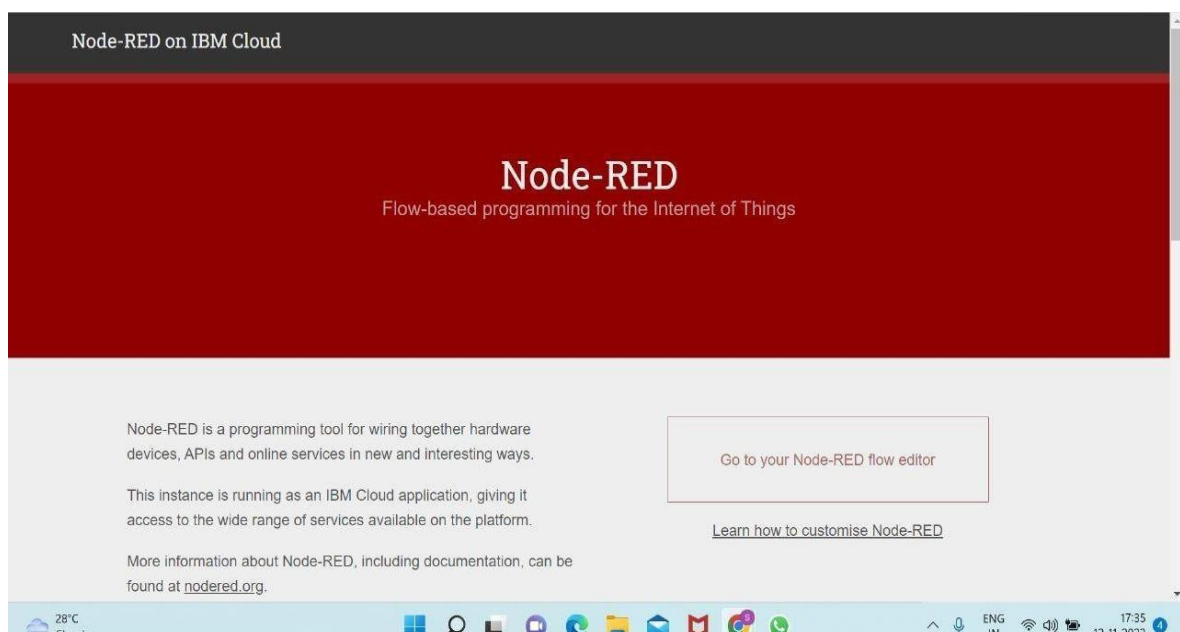 Node-RED on IBM Cloud
Node-RED
Flow-based programming for the Internet of Things
Node-RED is a programming tool for wiring together hardware
devices, APIs and online services in new and interesting ways.
This instance is running as an IBM Cloud application, giving it
access to the wide range of services available on the platform.
More information about Node-RED, including documentation, can be
found at nodered.org.
Go to your Node-RED flow editor
Learn how to customise Node-RED
28°C
ENG
17:35
4